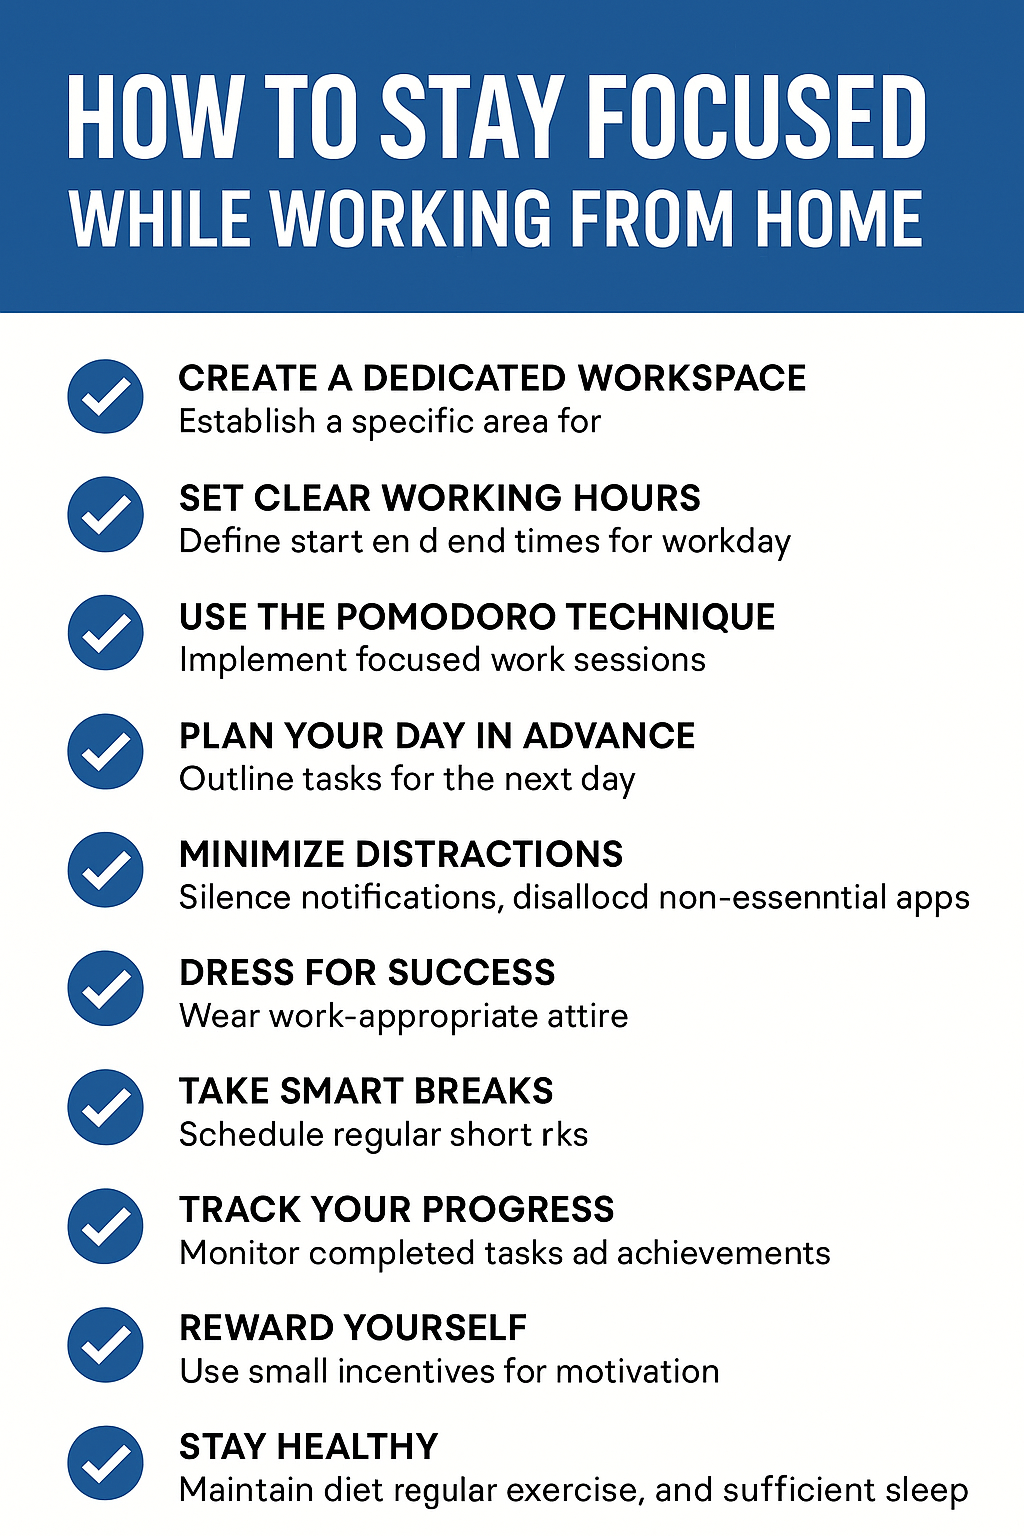 HOW TO STAY FOCUSED
WHILE WORKING FROM HOME
CREATE A DEDICATED WORKSPACE
Establish a specific area for
SET CLEAR WORKING HOURS
Define start en d end times for workday
USE THE POMODORO TECHNIQUE
Implement focused work sessions
PLAN YOUR DAY IN ADVANCE
Outline tasks for the next day
MINIMIZE DISTRACTIONS
Silence notifications, disallocd non-essenntial apps
DRESS FOR SUCCESS
Wear work-appropriate attire
TAKE SMART BREAKS
Schedule regular short rks
TRACK YOUR PROGRESS
Monitor completed tasks ad achievements
REWARD YOURSELF
Use small incentives for motivation
STAY HEALTHY
Maintain diet regular exercise, and sufficient sleep